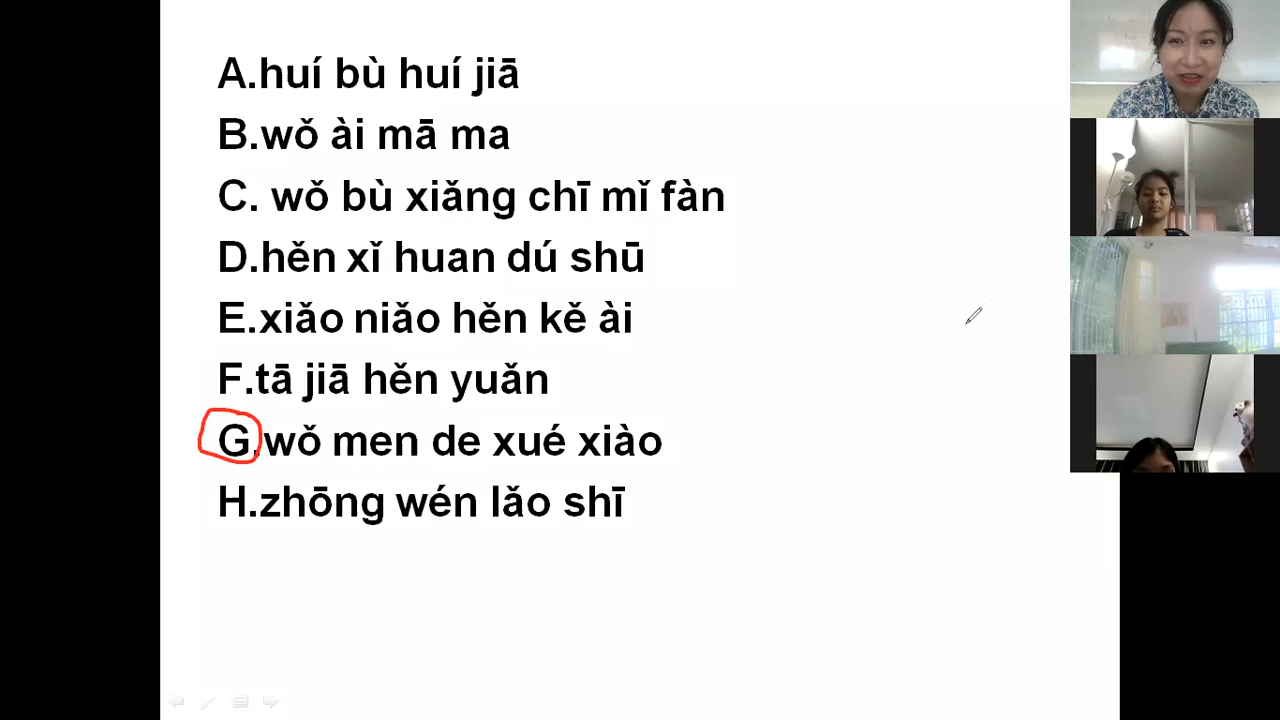 A.huí bù huí jiā
B.wǒ ài mā ma
C. wǒ bù xiǎng chī mǐ fàn
D.hěn xǐ huan dú shū
E.xiǎo niǎo hěn kě ài
F.tā jiā hěn yuǎn
G.wǒ men de xué xiào
H.zhōng wén lǎo shī